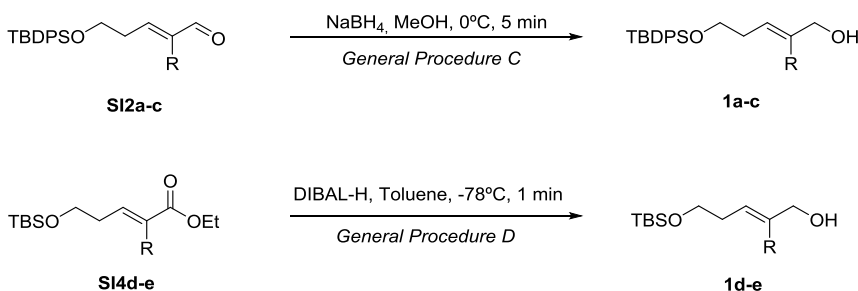 TBDPSO
O
R
SI2a-c
NaBH4, MeOH, 0ºC, 5 min
General Procedure C
TBDPSO
OH
R
1a-c
O
TBSO
OEt
R
SI4d-e
DIBAL-H, Toluene, -78ºC, 1 min
General Procedure D
TBSO
OH
R
1d-e